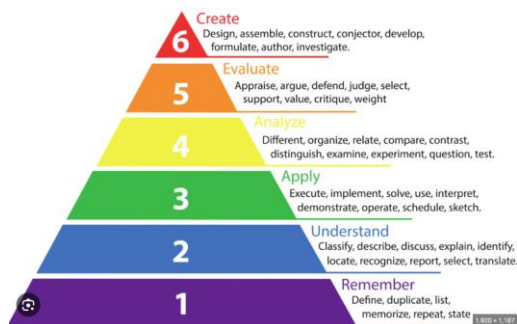 Create
6
Design, assemble, construct, conjector, develop,
formulate, author, investigate.
Evaluate
5
Appraise, argue, defend, judge, select,
support, value, critique, weight
Analyze
4
Different, organize, relate, compare, contrast,
distinguish, examine, experiment, question, test.
Apply
3
Execute, implement, solve, use, interpret,
demonstrate, operate, schedule, sketch.
Understand
2
Classify, describe, discuss, explain, identify,
locate, recognize, report, select, translate.
Remember
1
Define, duplicate, list,
memorize, repeat, state
1,920 × 1,187